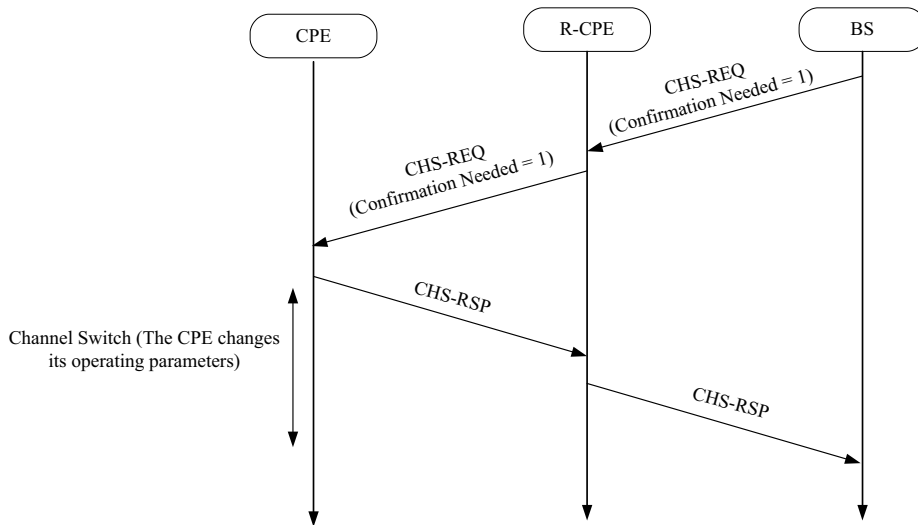 CPE
R-CPE
BS
CHS-REQ
(Confirmation Needed = 1)
CHS-REQ
(Confirmation Needed = 1)
CHS-RSP
Channel Switch (The CPE changes
its operating parameters)
CHS-RSP